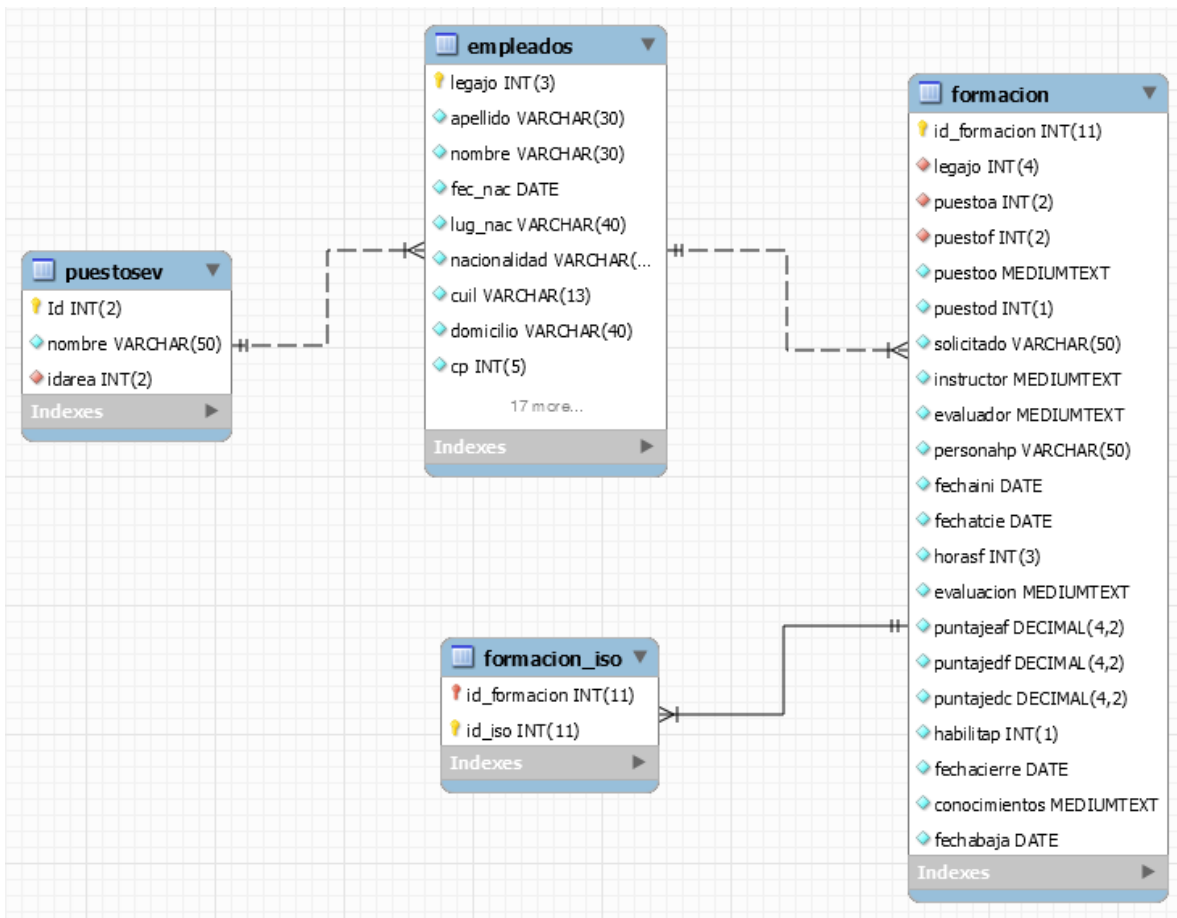 empleados
legajo INT(3)
apellido VARCHAR(30)
nombre VARCHAR(30)
fec_nac DATE
lug_nac VARCHAR(40)
nacionalidad VARCHAR(...
cuil VARCHAR(13)
domicilio VARCHAR(40)
cp INT(5)
17 more...
Indexes
formacion
id_formacion INT(11)
legajo INT(4)
puestoa INT(2)
puestof INT(2)
puestoo MEDIUMTEXT
puestod INT(1)
solicitado VARCHAR(50)
instructor MEDIUMTEXT
evaluador MEDIUMTEXT
personahp VARCHAR(50)
fechaini DATE
fechatcie DATE
horasf INT(3)
evaluacion MEDIUMTEXT
puntajeaf DECIMAL(4,2)
puntajedf DECIMAL(4,2)
puntajedc DECIMAL(4,2)
habilitap INT(1)
fechacierre DATE
conocimientos MEDIUMTEXT
fechabaja DATE
Indexes
puestosev
Id INT(2)
nombre VARCHAR(50)
idarea INT(2)
Indexes
formacion_iso
id_formacion INT(11)
id_iso INT(11)
Indexes